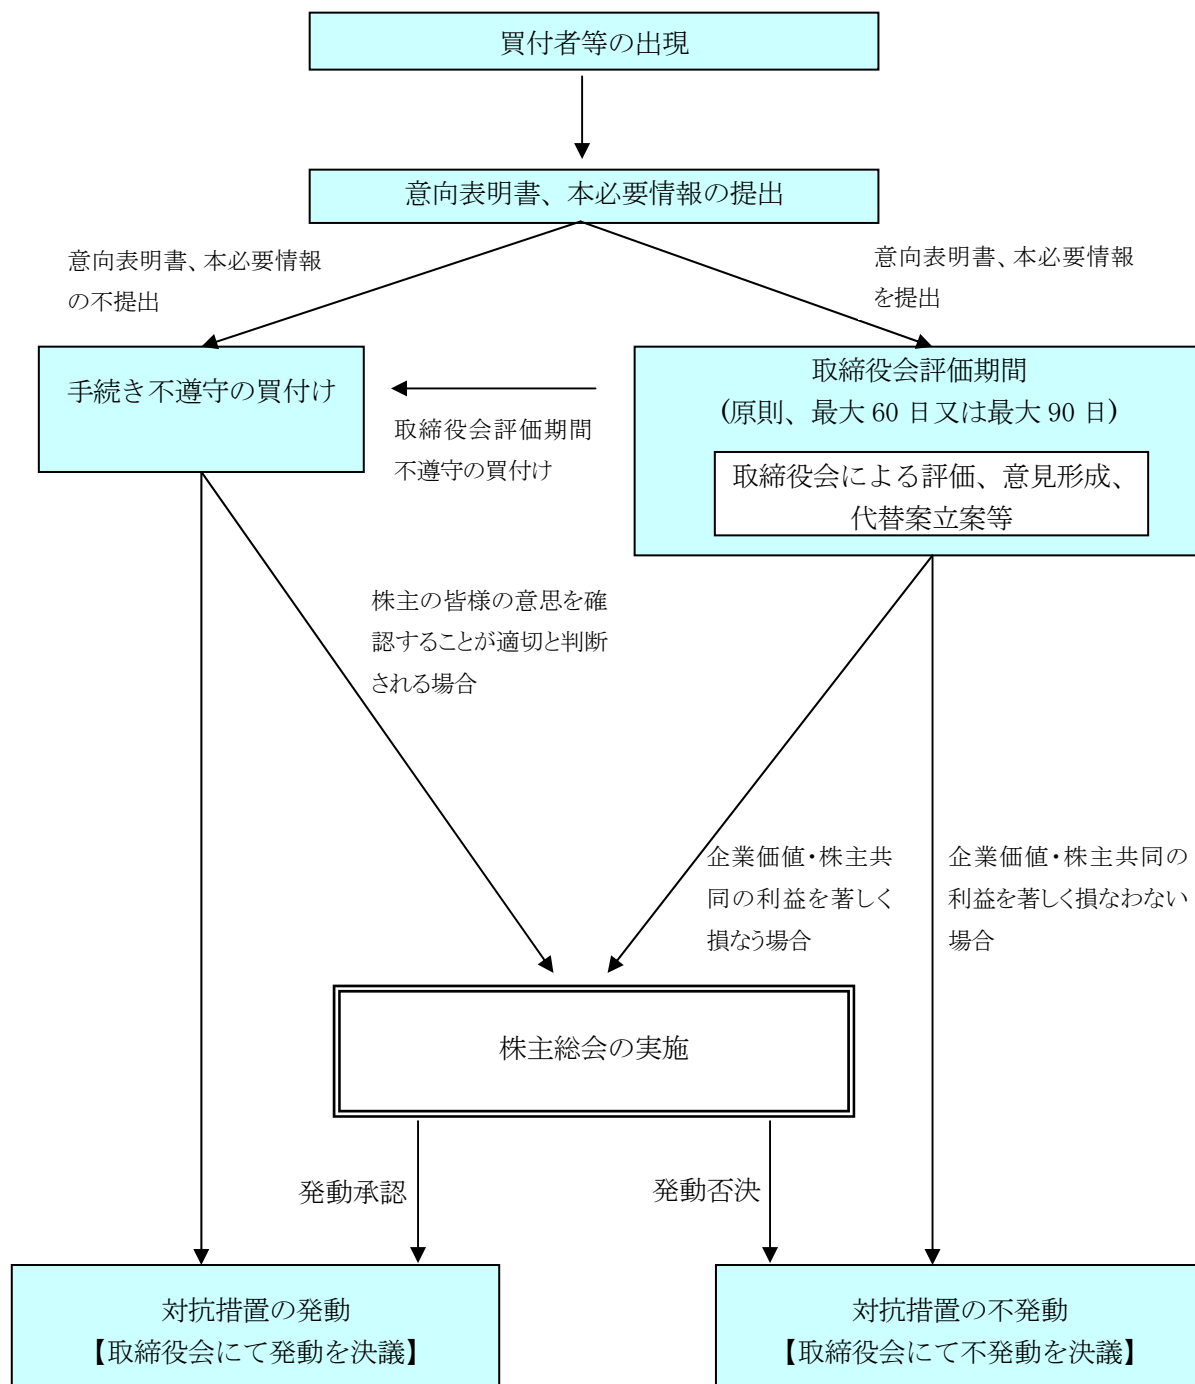 買付者等の出現
意向表明書、本必要情報の提出
意向表明書、本必要情報
の不提出
意向表明書、本必要情報
を提出
手続き不遵守の買付け
取締役会評価期間
不遵守の買付け
取締役会評価期間
(原則、最大 60 日又は最大 90 日)
取締役会による評価、意見形成、
代替案立案等
株主の皆様の意思を確
認することが適切と判断
される場合
企業価値・株主共
同の利益を著しく
損なう場合
企業価値・株主共同の
利益を著しく損なわない
場合
株主総会の実施
発動承認
発動否決
対抗措置の発動
【取締役会にて発動を決議】
対抗措置の不発動
【取締役会にて不発動を決議】